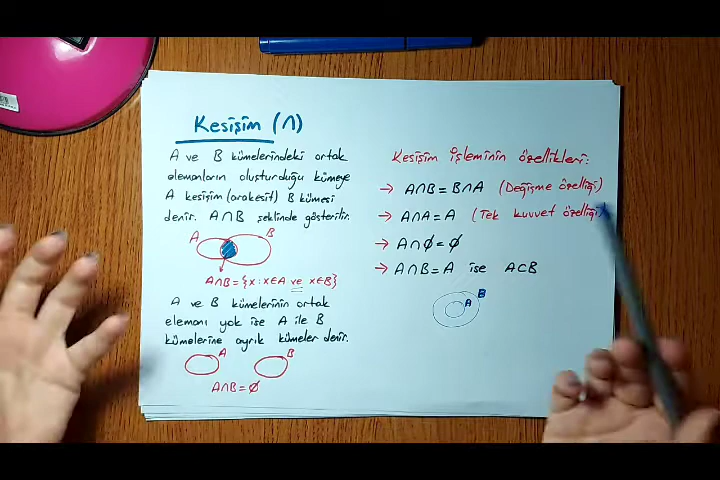 Kesişim (∩)
A ve B kümelerindeki ortak
elemanların oluşturduğu kümeye
A kesişim (arakesit) B kümesi
denir. A∩B şeklinde gösterilir.
A B
A∩B = {x : x∈A ve x∈B}
A ve B kümelerinin ortak
elemanı yok ise A ile B
kümelerine ayrık kümeler denir.
A B
A∩B = ∅
Kesişim işleminin özellikleri:
→ A∩B = B∩A (Değişme özelliği)
→ A∩A = A (Tek kuvvet özelliği)
→ A∩∅ = ∅
→ A∩B = A ise A⊂B
A B